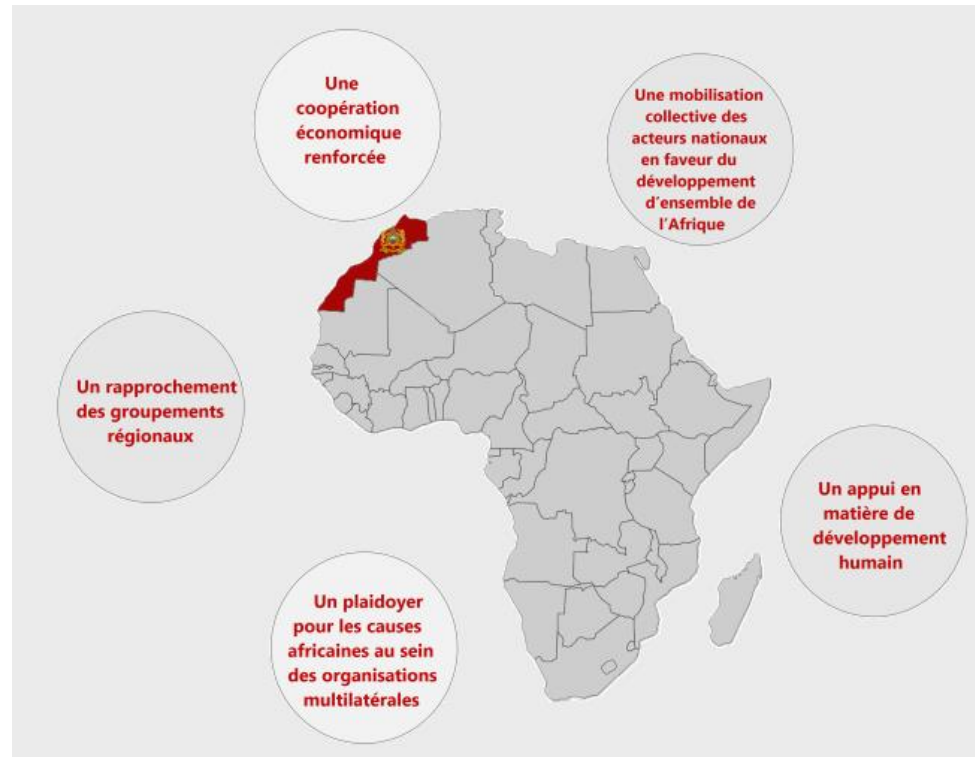 Une
coopération
économique
renforcée
Une mobilisation
collective des
acteurs nationaux
en faveur du
développement
d'ensemble de
l'Afrique
Un rapprochement
des groupements
régionaux
Un appui en
matière de
développement
humain
Un plaidoyer
pour les causes
africaines au sein
des organisations
multilatérales